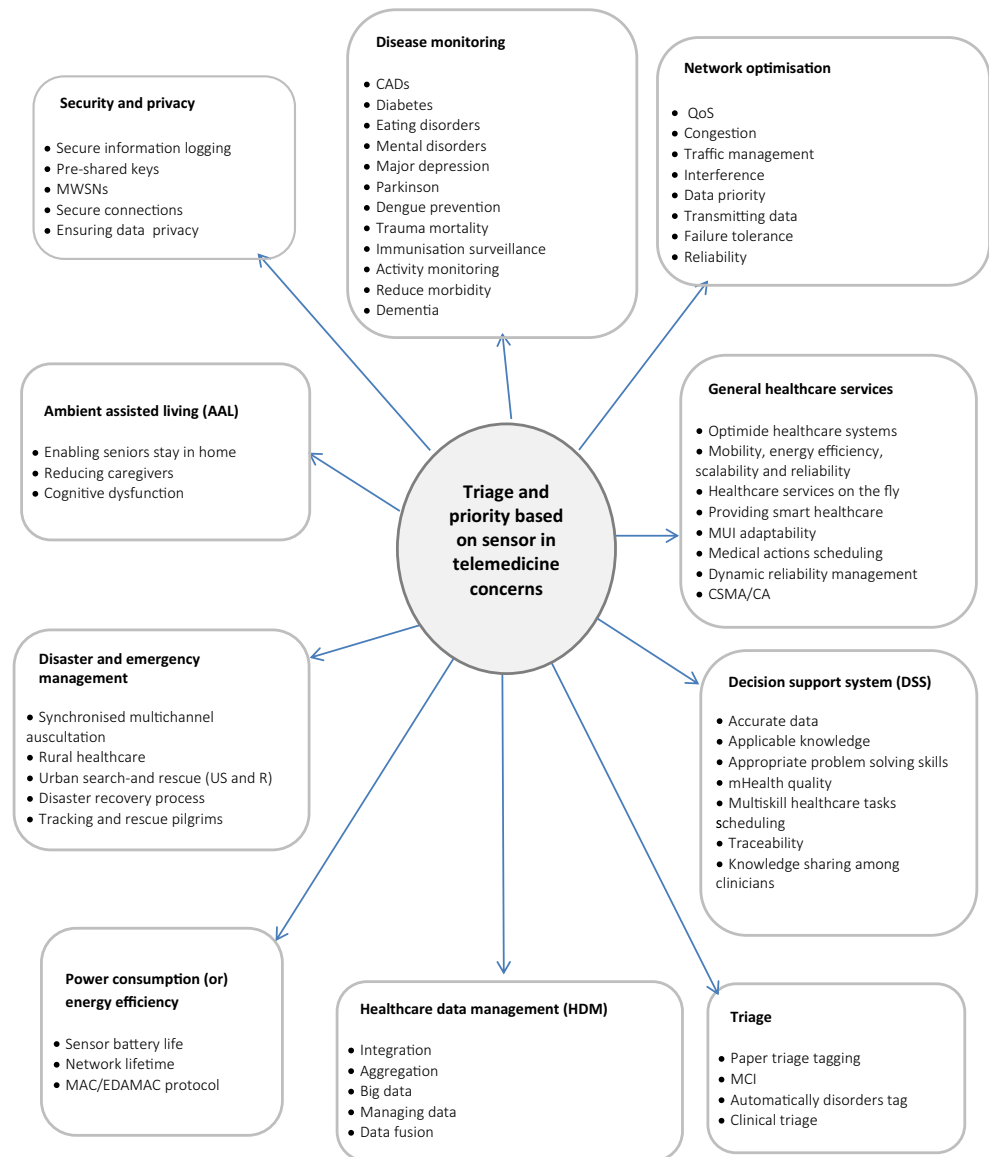 Disease monitoring
• CADs
• Diabetes
• Eating disorders
• Mental disorders
• Major depression
• Parkinson
• Dengue prevention
• Trauma mortality
• Immunisation surveillance
• Activity monitoring
• Reduce morbidity
• Dementia
Network optimisation
• QoS
• Congestion
• Traffic management
• Interference
• Data priority
• Transmitting data
• Failure tolerance
• Reliability
Security and privacy
• Secure information logging
• Pre-shared keys
• MWSNs
• Secure connections
• Ensuring data privacy
Ambient assisted living (AAL)
• Enabling seniors stay in home
• Reducing caregivers
• Cognitive dysfunction
Triage and
priority based
on sensor in
telemedicine
concerns
General healthcare services
• Optimide healthcare systems
• Mobility, energy efficiency,
scalability and reliability
• Healthcare services on the fly
• Providing smart healthcare
• MUI adaptability
• Medical actions scheduling
• Dynamic reliability management
• CSMA/CA
Disaster and emergency
management
• Synchronised multichannel
auscultation
• Rural healthcare
• Urban search-and rescue (US and R)
• Disaster recovery process
• Tracking and rescue pilgrims
Decision support system (DSS)
• Accurate data
• Applicable knowledge
• Appropriate problem solving skills
• mHealth quality
• Multiskill healthcare tasks
scheduling
• Traceability
• Knowledge sharing among
clinicians
Power consumption (or)
energy efficiency
• Sensor battery life
• Network lifetime
• MAC/EDAMAC protocol
Healthcare data management (HDM)
• Integration
• Aggregation
• Big data
• Managing data
• Data fusion
Triage
• Paper triage tagging
• MCI
• Automatically disorders tag
• Clinical triage